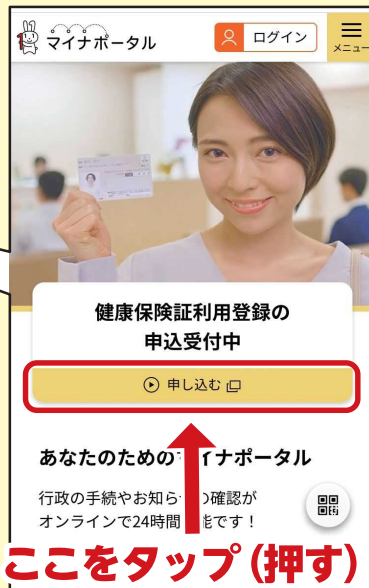 マイナポータル
ログイン
メニュー
健康保険証利用登録の
申込受付中
申し込む
あなたのための イナポータル
行政の手続やお知ら の確認が
オンラインで24時間 能です！
ここをタップ(押す)